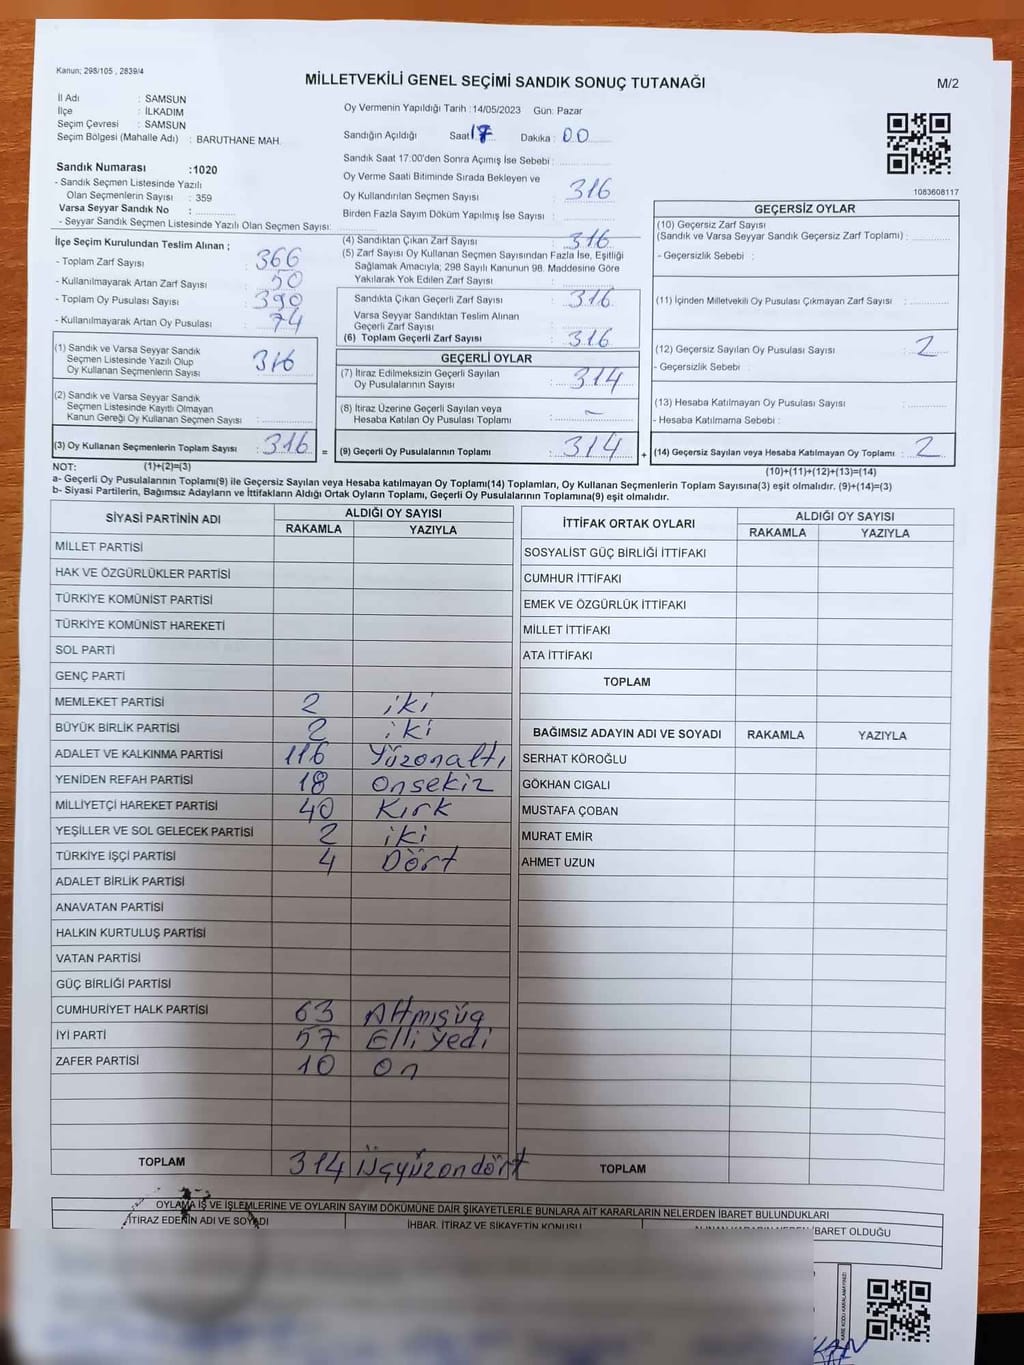 Kanun; 298/105 , 2839/4
MİLLETVEKİLİ GENEL SEÇİMİ SANDIK SONUÇ TUTANAĞI
M/2
İl Adı : SAMSUN
İlçe : İLKADIM
Seçim Çevresi : SAMSUN
Seçim Bölgesi (Mahalle Adı) : BARUTHANE MAH.
Sandık Numarası :1020
- Sandık Seçmen Listesinde Yazılı
Olan Seçmenlerin Sayısı : 359
Varsa Seyyar Sandık No :
- Seyyar Sandık Seçmen Listesinde Yazılı Olan Seçmen Sayısı:
Oy Vermenin Yapıldığı Tarih :14/05/2023 Gün: Pazar
Sandığın Açıldığı Saat 17 Dakika : 00
Sandık Saat 17:00'den Sonra Açımış İse Sebebi :
Oy Verme Saati Bitiminde Sırada Bekleyen ve
Oy Kullandırılan Seçmen Sayısı : 316
Birden Fazla Sayım Döküm Yapılmış İse Sayısı :
1083608117
İlçe Seçim Kurulundan Teslim Alınan ;
- Toplam Zarf Sayısı : 366
- Kullanılmayarak Artan Zarf Sayısı : 50
- Toplam Oy Pusulası Sayısı : 390
- Kullanılmayarak Artan Oy Pusulası : 74
(4) Sandıktan Çıkan Zarf Sayısı : 316
(5) Zarf Sayısı Oy Kullanan Seçmen Sayısından Fazla İse, Eşitliği
Sağlamak Amacıyla; 298 Sayılı Kanunun 98. Maddesine Göre
Yakılarak Yok Edilen Zarf Sayısı :
Sandıkta Çıkan Geçerli Zarf Sayısı : 316
Varsa Seyyar Sandıktan Teslim Alınan
Geçerli Zarf Sayısı :
(6) Toplam Geçerli Zarf Sayısı : 316
GEÇERSİZ OYLAR
(10) Geçersiz Zarf Sayısı
(Sandık ve Varsa Seyyar Sandık Geçersiz Zarf Toplamı) :
- Geçersizlik Sebebi :
(11) İçinden Milletvekili Oy Pusulası Çıkmayan Zarf Sayısı :
(12) Geçersiz Sayılan Oy Pusulası Sayısı : 2
- Geçersizlik Sebebi :
(13) Hesaba Katılmayan Oy Pusulası Sayısı :
- Hesaba Katılmama Sebebi :
(14) Geçersiz Sayılan veya Hesaba Katılmayan Oy Toplamı : 2
(1) Sandık ve Varsa Seyyar Sandık
Seçmen Listesinde Yazılı Olup
Oy Kullanan Seçmenlerin Sayısı : 316
(2) Sandık ve Varsa Seyyar Sandık
Seçmen Listesinde Kayıtlı Olmayan
Kanun Gereği Oy Kullanan Seçmen Sayısı :
(3) Oy Kullanan Seçmenlerin Toplam Sayısı : 316 =
GEÇERLİ OYLAR
(7) İtiraz Edilmeksizin Geçerli Sayılan
Oy Pusulalarının Sayısı : 314
(8) İtiraz Üzerine Geçerli Sayılan veya
Hesaba Katılan Oy Pusulası Toplamı : -
(9) Geçerli Oy Pusulalarının Toplamı : 314 +
NOT: (1)+(2)=(3)
(10)+(11)+(12)+(13)=(14)
a- Geçerli Oy Pusulalarının Toplamı(9) ile Geçersiz Sayılan veya Hesaba katılmayan Oy Toplamı(14) Toplamları, Oy Kullanan Seçmenlerin Toplam Sayısına(3) eşit olmalıdır. (9)+(14)=(3)
b- Siyasi Partilerin, Bağımsız Adayların ve İttifakların Aldığı Ortak Oyların Toplamı, Geçerli Oy Pusulalarının Toplamına(9) eşit olmalıdır.
SİYASİ PARTİNİN ADI ALDIĞI OY SAYISI
RAKAMLA YAZIYLA
MİLLET PARTİSİ
HAK VE ÖZGÜRLÜKLER PARTİSİ
TÜRKİYE KOMÜNİST PARTİSİ
TÜRKİYE KOMÜNİST HAREKETİ
SOL PARTİ
GENÇ PARTİ
MEMLEKET PARTİSİ 2 iki
BÜYÜK BİRLİK PARTİSİ 2 iki
ADALET VE KALKINMA PARTİSİ 116 Yüzonaltı
YENİDEN REFAH PARTİSİ 18 Onsekiz
MİLLİYETÇİ HAREKET PARTİSİ 40 Kırk
YEŞİLLER VE SOL GELECEK PARTİSİ 2 iki
TÜRKİYE İŞÇİ PARTİSİ 4 Dört
ADALET BİRLİK PARTİSİ
ANAVATAN PARTİSİ
HALKIN KURTULUŞ PARTİSİ
VATAN PARTİSİ
GÜÇ BİRLİĞİ PARTİSİ
CUMHURİYET HALK PARTİSİ 63 Altmışüç
İYİ PARTİ 57 Elli yedi
ZAFER PARTİSİ 10 On
TOPLAM 314 Üçyüzondört
İTTİFAK ORTAK OYLARI ALDIĞI OY SAYISI
RAKAMLA YAZIYLA
SOSYALİST GÜÇ BİRLİĞİ İTTİFAKI
CUMHUR İTTİFAKI
EMEK VE ÖZGÜRLÜK İTTİFAKI
MİLLET İTTİFAKI
ATA İTTİFAKI
TOPLAM
BAĞIMSIZ ADAYIN ADI VE SOYADI RAKAMLA YAZIYLA
SERHAT KÖROĞLU
GÖKHAN CIGALI
MUSTAFA ÇOBAN
MURAT EMİR
AHMET UZUN
TOPLAM
OYLAMA İŞ VE İŞLEMLERİNE VE OYLARIN SAYIM DÖKÜMÜNE DAİR ŞİKAYETLERLE BUNLARA AİT KARARLARIN NELERDEN İBARET BULUNDUKLARI
İTİRAZ EDENİN ADI VE SOYADI İHBAR, İTİRAZ VE ŞİKAYETİN KONUSU İBARET OLDUĞU